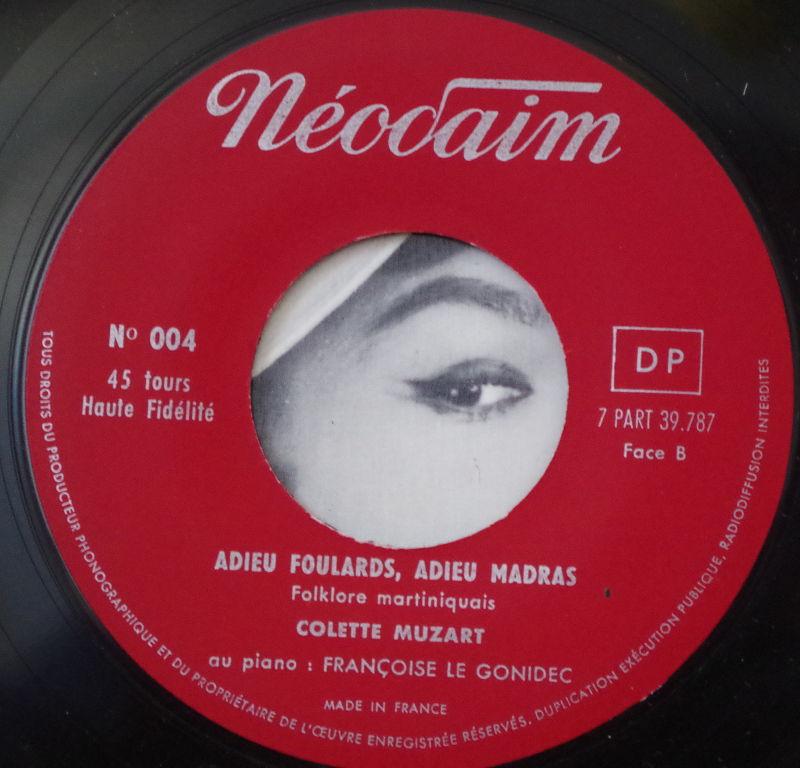 Néodaim
Nº 004
45 tours
Haute Fidélité
DP
7 PART 39.787
Face B
ADIEU FOULARDS, ADIEU MADRAS
Folklore martiniquais
COLETTE MUZART
au piano : FRANÇOISE LE GONIDEC
MADE IN FRANCE
TOUS DROITS DU PRODUCTEUR PHONOGRAPHIQUE ET DU PROPRIÉTAIRE DE L'ŒUVRE ENREGISTRÉE RÉSERVÉS. DUPLICATION EXÉCUTION PUBLIQUE, RADIODIFFUSION INTERDITES